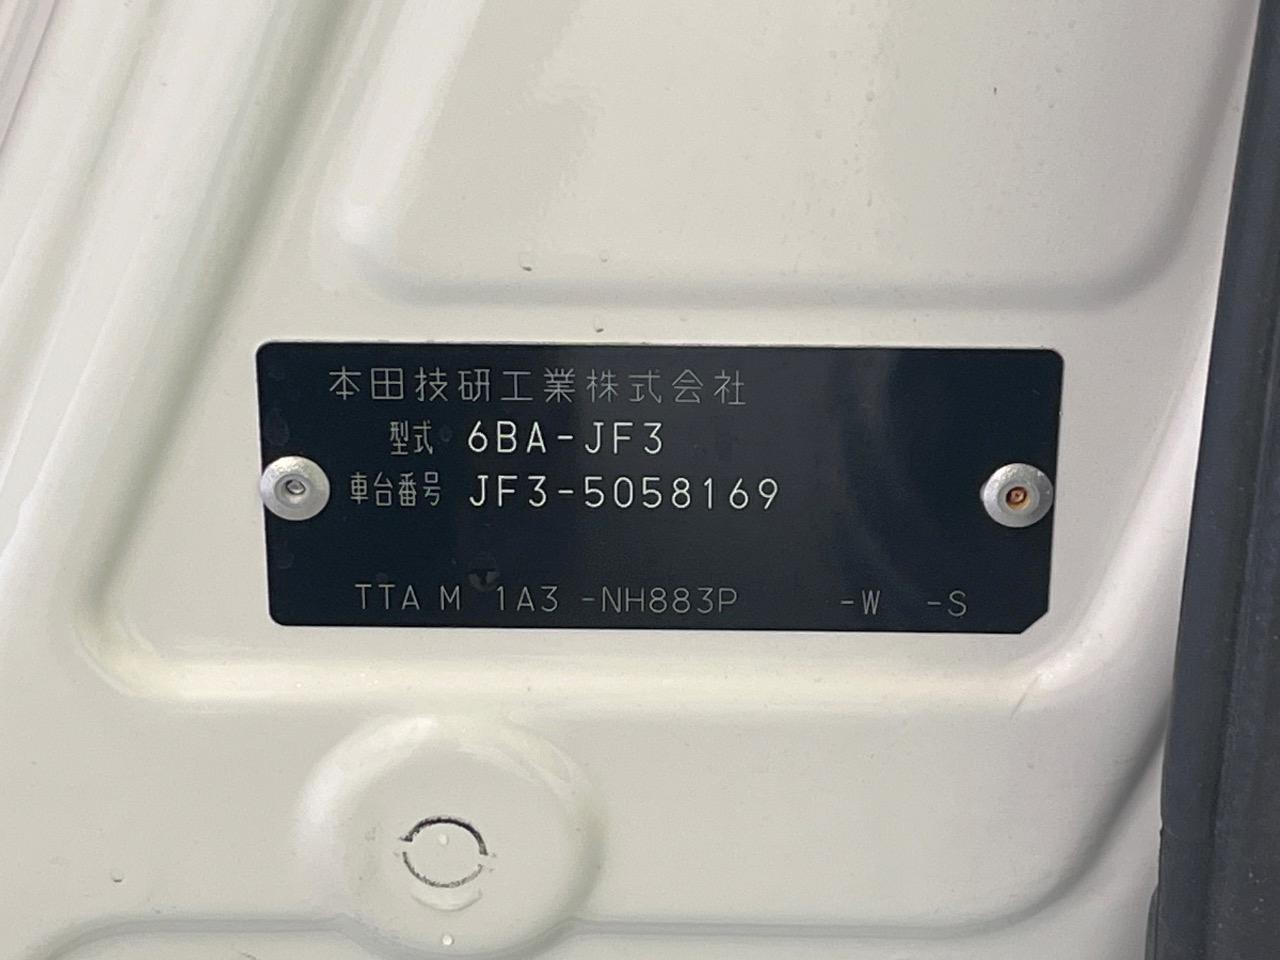 本田技研工業株式会社
型式 6BA-JF3
車台番号 JF3-5058169
TTA M 1A3 -NH883P -W -S